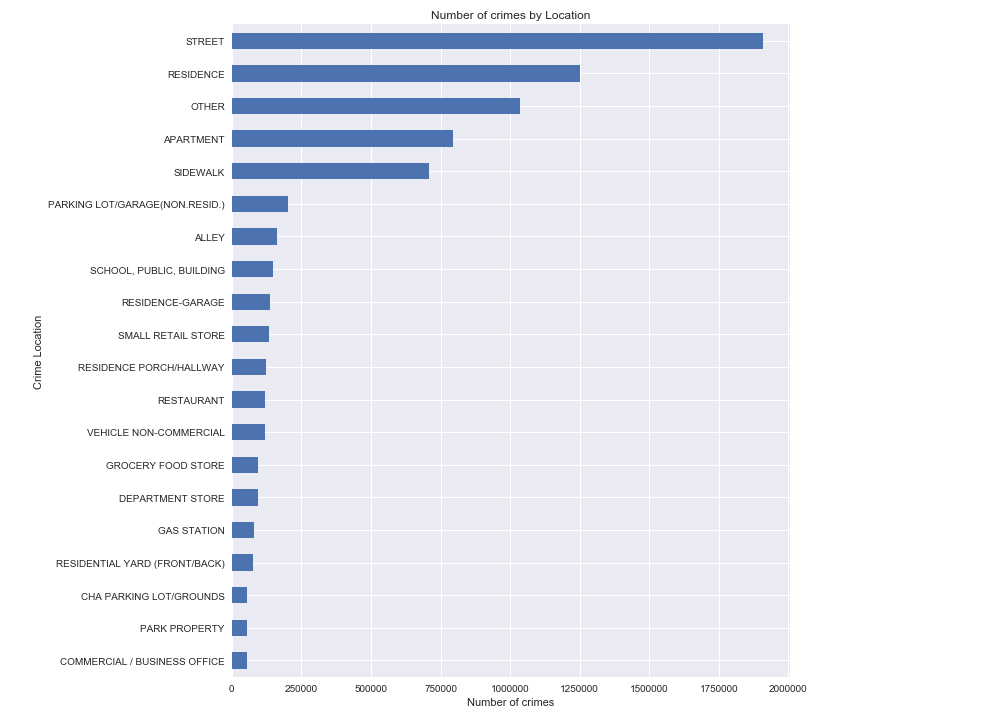 Number of crimes by Location
STREET
RESIDENCE
OTHER
APARTMENT
SIDEWALK
PARKING LOT/GARAGE(NON.RESID.)
ALLEY
SCHOOL, PUBLIC, BUILDING
RESIDENCE-GARAGE
SMALL RETAIL STORE
RESIDENCE PORCH/HALLWAY
RESTAURANT
VEHICLE NON-COMMERCIAL
GROCERY FOOD STORE
DEPARTMENT STORE
GAS STATION
RESIDENTIAL YARD (FRONT/BACK)
CHA PARKING LOT/GROUNDS
PARK PROPERTY
COMMERCIAL / BUSINESS OFFICE
Crime Location
0 250000 500000 750000 1000000 1250000 1500000 1750000 2000000
Number of crimes